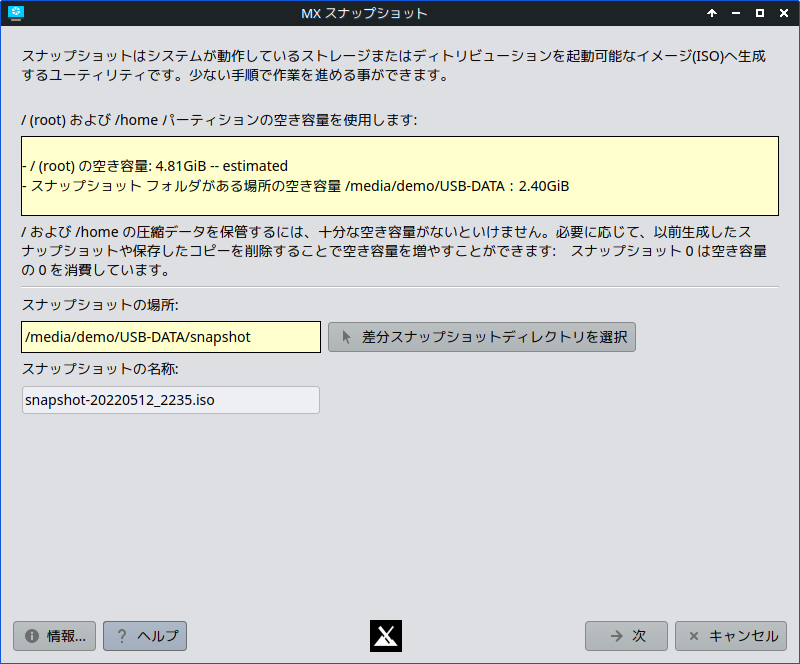 MX スナップショット
スナップショットはシステムが動作しているストレージまたはディトリビューションを起動可能なイメージ(ISO)へ生成
するユーティリティです。少ない手順で作業を進める事ができます。
/ (root) および /home パーティションの空き容量を使用します:
- / (root) の空き容量: 4.81GiB -- estimated
- スナップショット フォルダがある場所の空き容量 /media/demo/USB-DATA：2.40GiB
/ および /home の圧縮データを保管するには、十分な空き容量がないといけません。必要に応じて、以前生成したス
ナップショットや保存したコピーを削除することで空き容量を増やすことができます:　スナップショット 0 は空き容量
の 0 を消費しています。
スナップショットの場所:
/media/demo/USB-DATA/snapshot
差分スナップショットディレクトリを選択
スナップショットの名称:
snapshot-20220512_2235.iso
情報...
ヘルプ
次
キャンセル